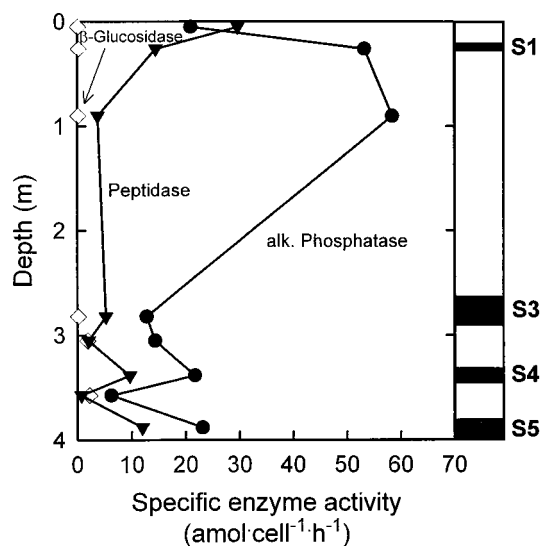 β-Glucosidase
Peptidase
alk. Phosphatase
Depth (m)
0
1
2
3
4
0 10 20 30 40 50 60 70
Specific enzyme activity
(amol·cell⁻¹·h⁻¹)
S1
S3
S4
S5